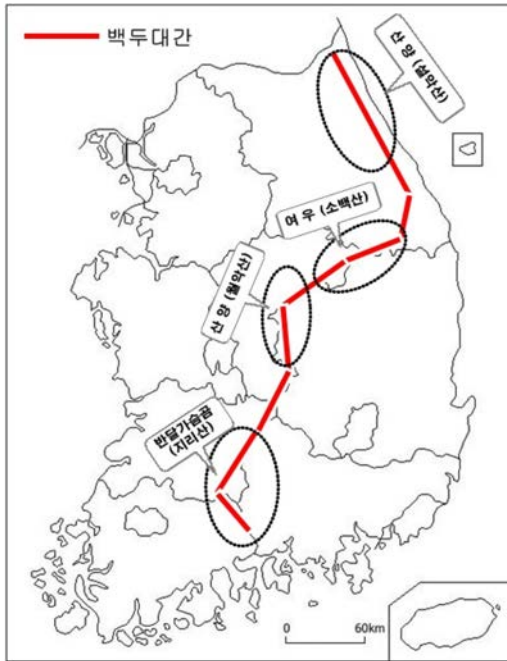 백두대간
산 양 (설악산)
여 우 (소백산)
산 양 (월악산)
반달가슴곰
(지리산)
0 60km